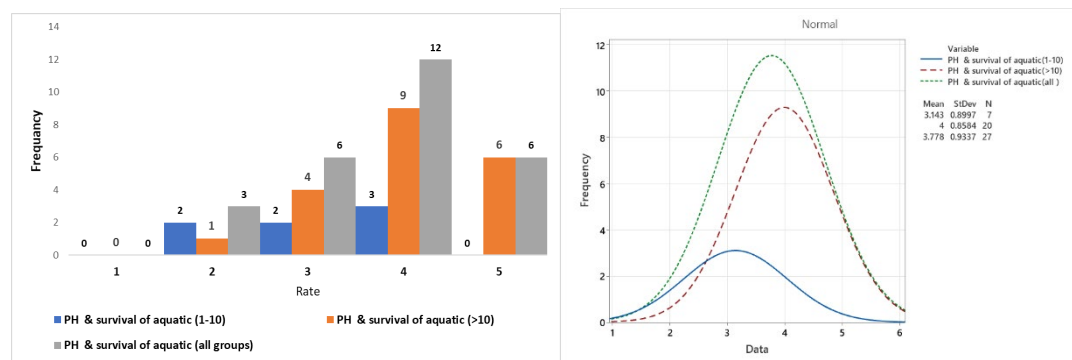 14
12
10
8
6
4
2
0
Frequancy
0 0 0
2 1 3
2 4 6
3 9 12
0 6 6
1 2 3 4 5
Rate
PH & survival of aquatic (1-10)
PH & survival of aquatic (>10)
PH & survival of aquatic (all groups)
Normal
12
10
8
6
4
2
0
Frequency
1 2 3 4 5 6
Data
Variable
PH & survival of aquatic(1-10)
PH & survival of aquatic(>10)
PH & survival of aquatic(all )
Mean StDev N
3.143 0.8997 7
4 0.8584 20
3.778 0.9337 27